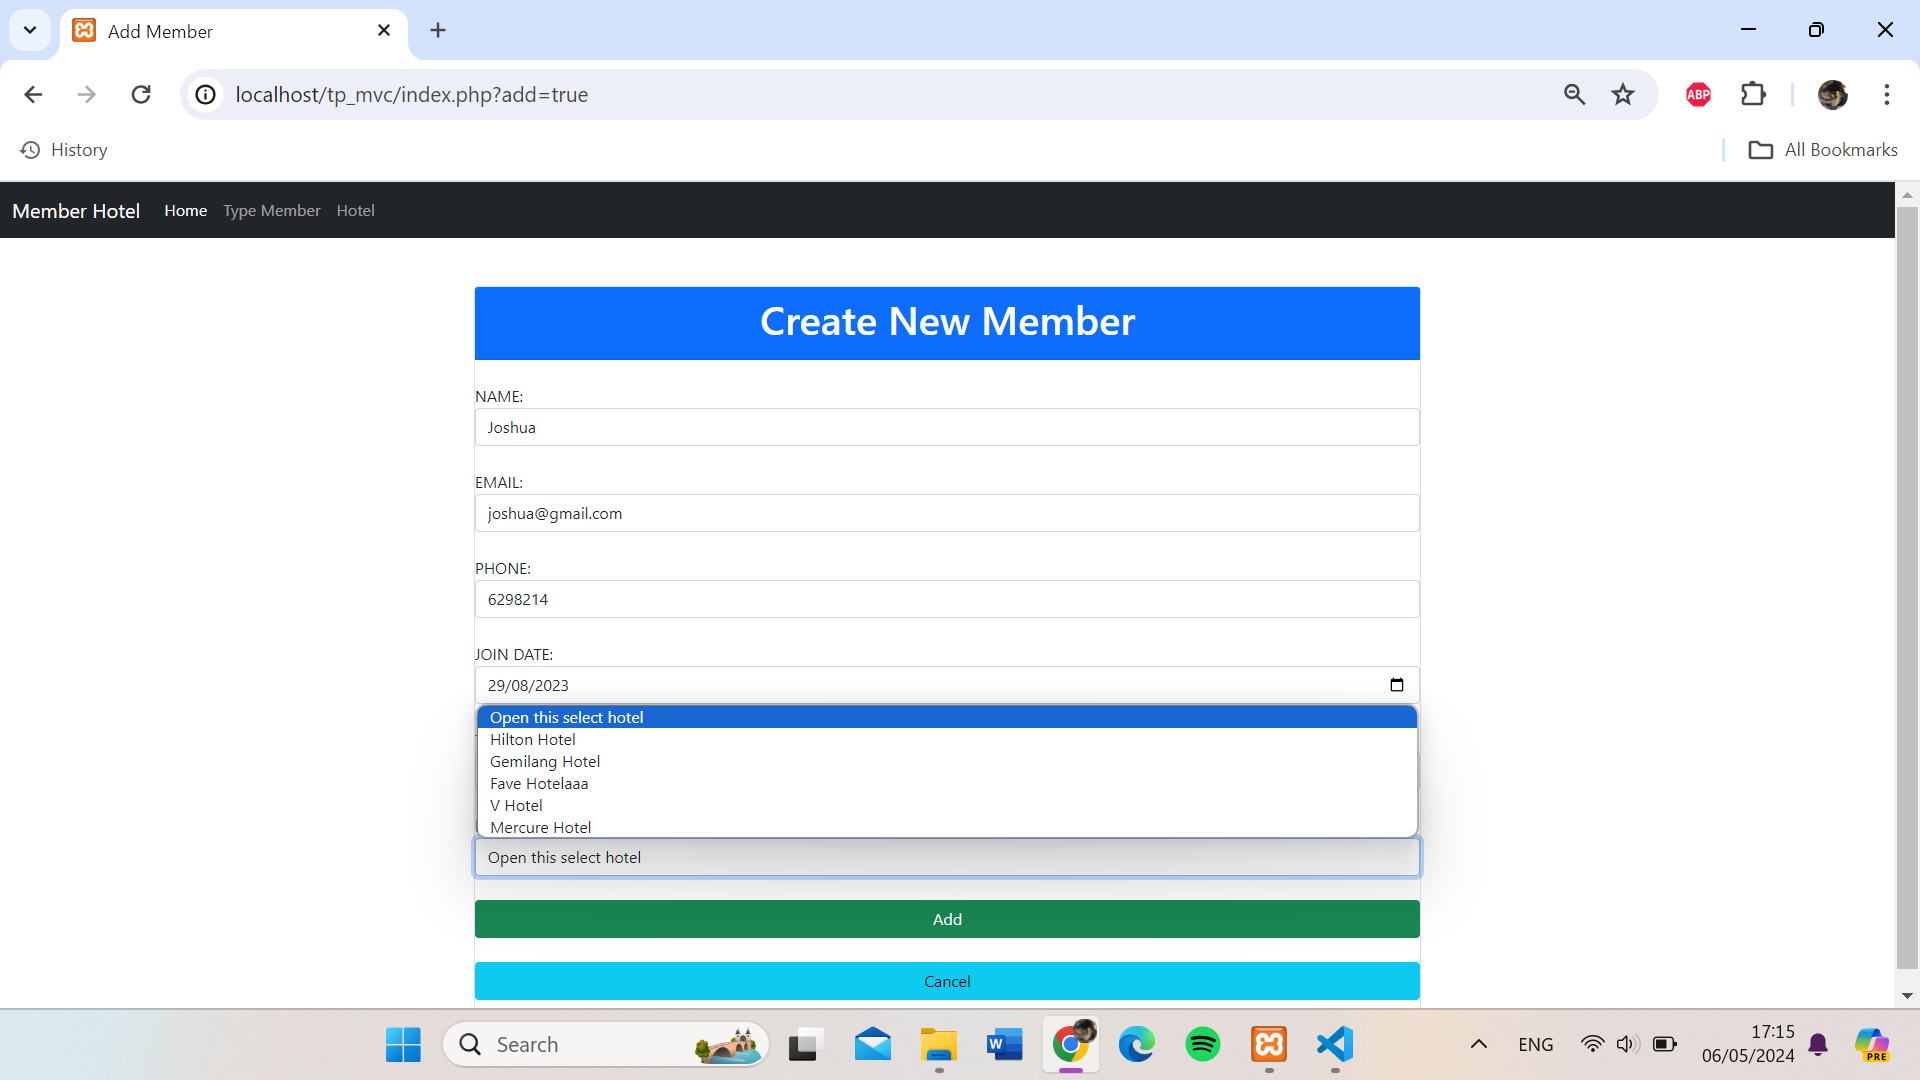 Add Member
localhost/tp_mvc/index.php?add=true
ABP
History
All Bookmarks
Member Hotel Home Type Member Hotel
Create New Member
NAME:
Joshua
EMAIL:
joshua@gmail.com
PHONE:
6298214
JOIN DATE:
29/08/2023
Open this select hotel
Hilton Hotel
Gemilang Hotel
Fave Hotelaaa
V Hotel
Mercure Hotel
Open this select hotel
Add
Cancel
Search
W
ENG
17:15
06/05/2024
PRE